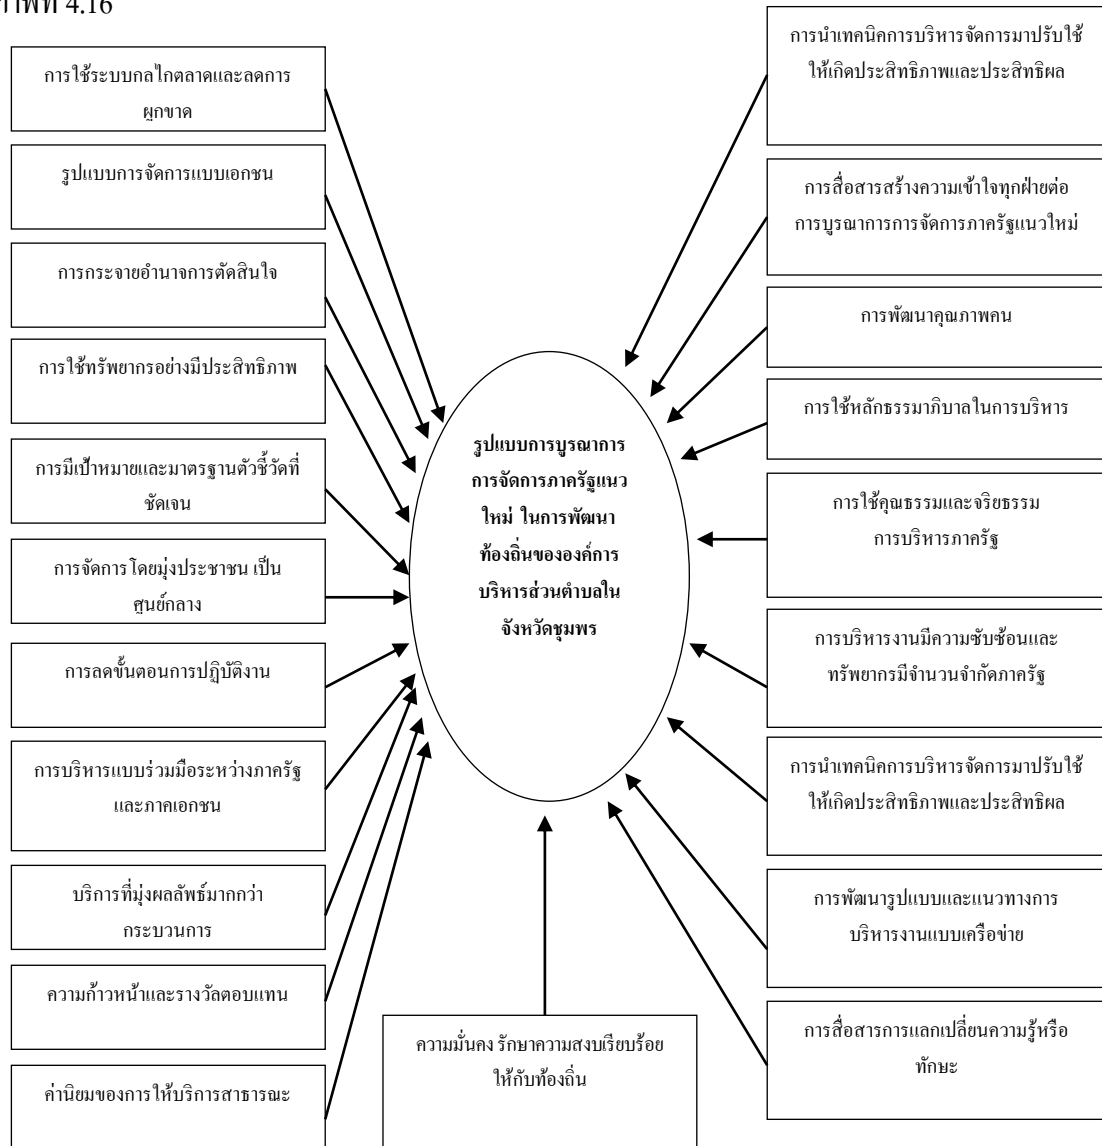 ภาพที่ 4.16
การใช้ระบบกลไกตลาดและลดการ
ผูกขาด
รูปแบบการจัดการแบบเอกชน
การกระจายอำนาจการตัดสินใจ
การใช้ทรัพยากรอย่างมีประสิทธิภาพ
การมีเป้าหมายและมาตรฐานตัวชี้วัดที่
ชัดเจน
การจัดการโดยมุ่งประชาชน เป็น
ศูนย์กลาง
การลดขั้นตอนการปฏิบัติงาน
การบริหารแบบร่วมมือระหว่างภาครัฐ
และภาคเอกชน
บริการที่มุ่งผลลัพธ์มากกว่า
กระบวนการ
ความก้าวหน้าและรางวัลตอบแทน
ค่านิยมของการให้บริการสาธารณะ
รูปแบบการบูรณาการ
การจัดการภาครัฐแนว
ใหม่ ในการพัฒนา
ท้องถิ่นขององค์การ
บริหารส่วนตำบลใน
จังหวัดชุมพร
ความมั่นคง รักษาความสงบเรียบร้อย
ให้กับท้องถิ่น
การนำเทคนิคการบริหารจัดการมาปรับใช้
ให้เกิดประสิทธิภาพและประสิทธิผล
การสื่อสารสร้างความเข้าใจทุกฝ่ายต่อ
การบูรณาการการจัดการภาครัฐแนวใหม่
การพัฒนาคุณภาพคน
การใช้หลักธรรมาภิบาลในการบริหาร
การใช้คุณธรรมและจริยธรรม
การบริหารภาครัฐ
การบริหารงานมีความซับซ้อนและ
ทรัพยากรมีจำนวนจำกัดภาครัฐ
การนำเทคนิคการบริหารจัดการมาปรับใช้
ให้เกิดประสิทธิภาพและประสิทธิผล
การพัฒนารูปแบบและแนวทางการ
บริหารงานแบบเครือข่าย
การสื่อสารการแลกเปลี่ยนความรู้หรือ
ทักษะ